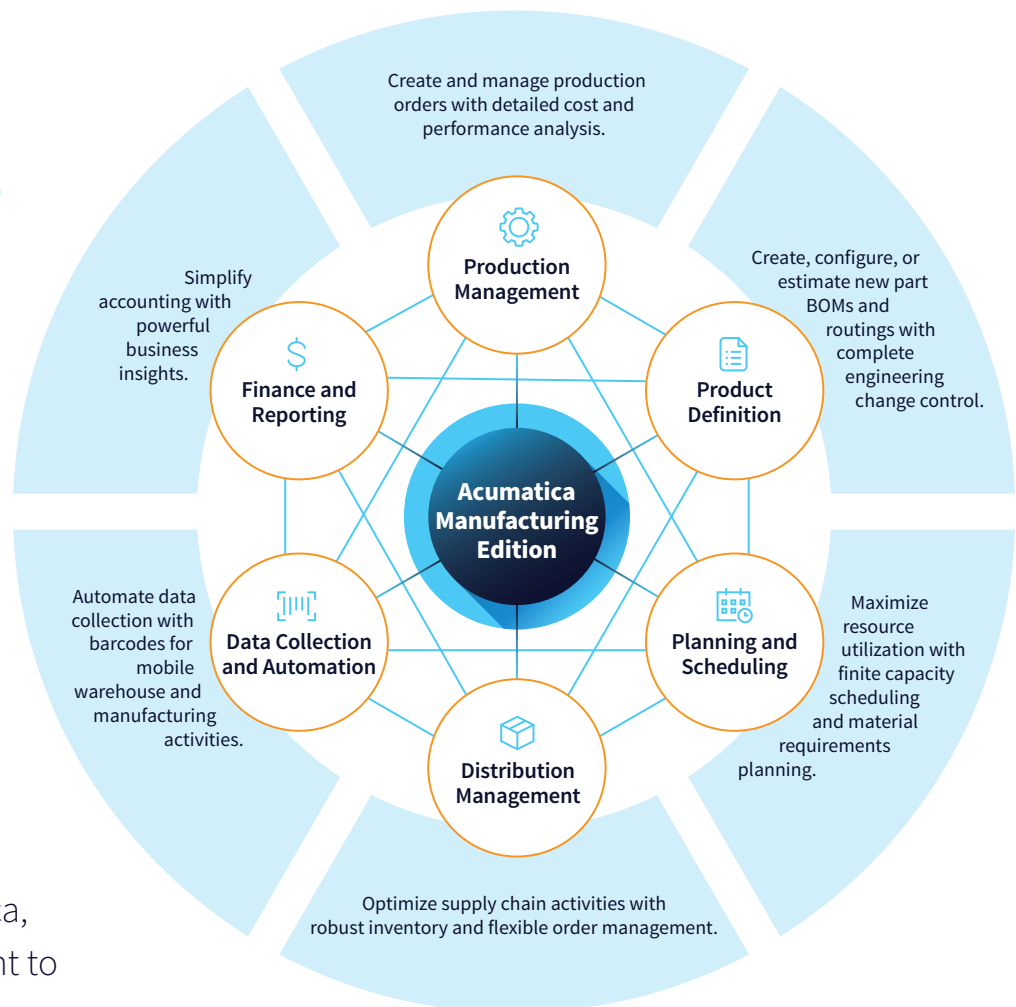 Create and manage production
orders with detailed cost and
performance analysis.
Production
Management
Create, configure, or
estimate new part
BOMs and
routings with
complete
engineering
change control.
Product
Definition
Simplify
accounting with
powerful
business
insights.
Finance and
Reporting
Acumatica
Manufacturing
Edition
Automate data
collection with
barcodes for
mobile
warehouse and
manufacturing
activities.
Data Collection
and Automation
Planning and
Scheduling
Maximize
resource
utilization with
finite capacity
scheduling
and material
requirements
planning.
Distribution
Management
Optimize supply chain activities with
robust inventory and flexible order management.
to